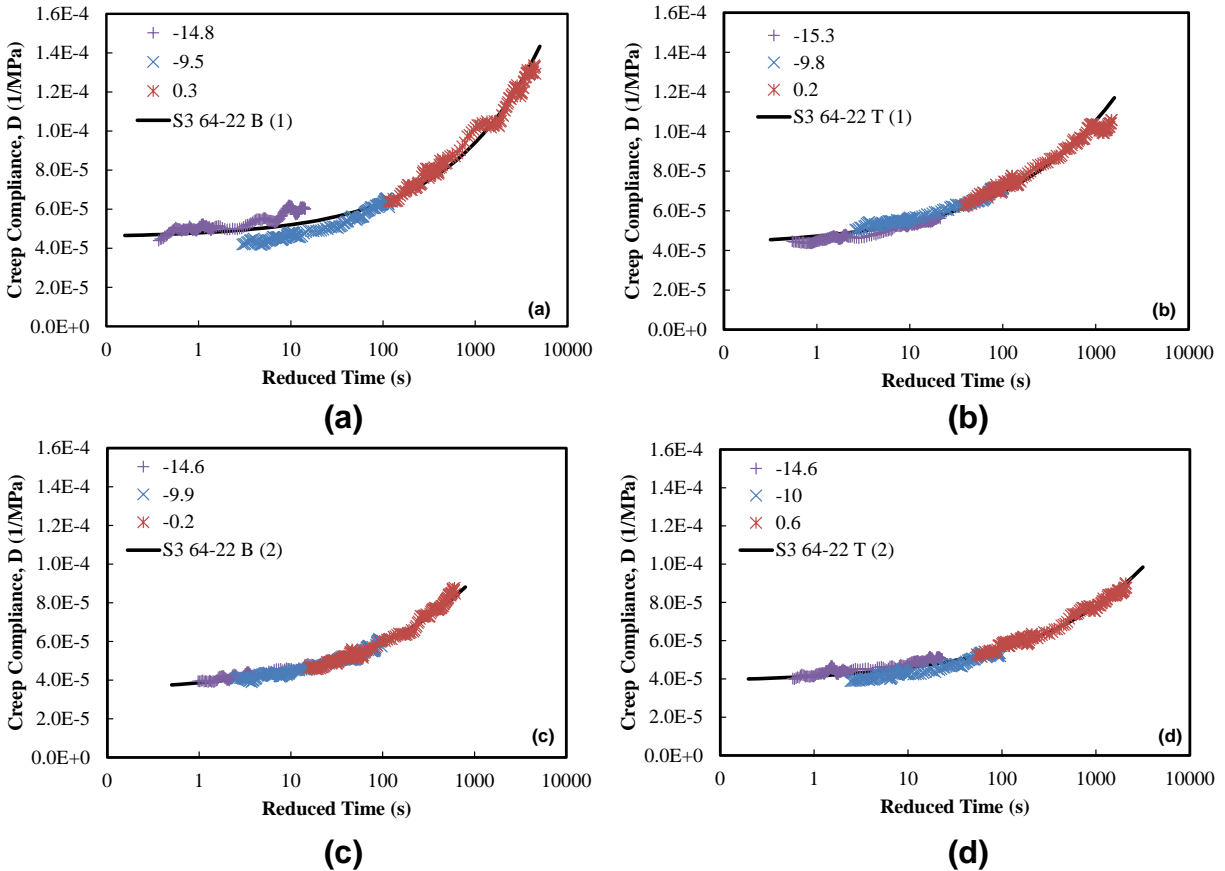 1.6E-4
1.4E-4
1.2E-4
1.0E-4
8.0E-5
6.0E-5
4.0E-5
2.0E-5
0.0E+0
Creep Compliance, D (1/MPa)
-14.8
-9.5
0.3
S3 64-22 B (1)
(a)
0 1 10 100 1000 10000
Reduced Time (s)
(a)
1.6E-4
1.4E-4
1.2E-4
1.0E-4
8.0E-5
6.0E-5
4.0E-5
2.0E-5
0.0E+0
Creep Compliance, D (1/MPa)
-15.3
-9.8
0.2
S3 64-22 T (1)
(b)
0 1 10 100 1000 10000
Reduced Time (s)
(b)
1.6E-4
1.4E-4
1.2E-4
1.0E-4
8.0E-5
6.0E-5
4.0E-5
2.0E-5
0.0E+0
Creep Compliance, D (1/MPa)
-14.6
-9.9
-0.2
S3 64-22 B (2)
(c)
0 1 10 100 1000 10000
Reduced Time (s)
(c)
1.6E-4
1.4E-4
1.2E-4
1.0E-4
8.0E-5
6.0E-5
4.0E-5
2.0E-5
0.0E+0
Creep Compliance, D (1/MPa)
-14.6
-10
0.6
S3 64-22 T (2)
(d)
0 1 10 100 1000 10000
Reduced Time (s)
(d)